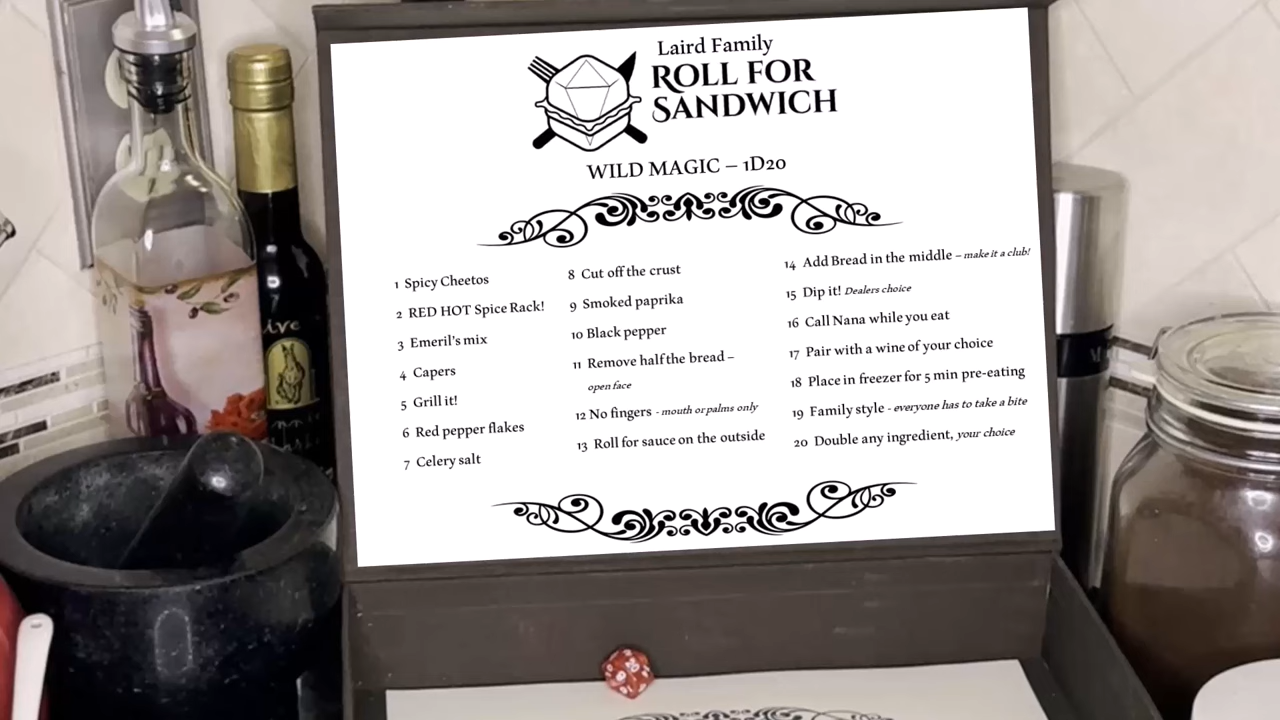 Laird Family
ROLL FOR
SANDWICH
WILD MAGIC – 1D20
1 Spicy Cheetos
2 RED HOT Spice Rack!
3 Emeril's mix
4 Capers
5 Grill it!
6 Red pepper flakes
7 Celery salt
8 Cut off the crust
9 Smoked paprika
10 Black pepper
11 Remove half the bread –
open face
12 No fingers - mouth or palms only
13 Roll for sauce on the outside
14 Add Bread in the middle – make it a club!
15 Dip it! Dealers choice
16 Call Nana while you eat
17 Pair with a wine of your choice
18 Place in freezer for 5 min pre-eating
19 Family style - everyone has to take a bite
20 Double any ingredient, your choice